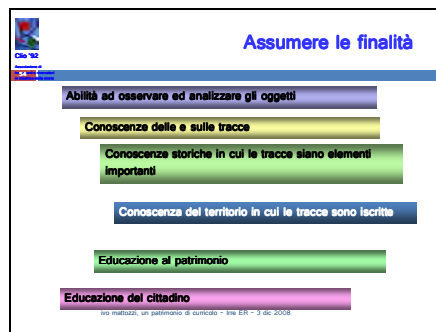 Assumere le finalità
Clio '92
Abilità ad osservare ed analizzare gli oggetti
Conoscenze delle e sulle tracce
Conoscenze storiche in cui le tracce siano elementi
importanti
Conoscenza del territorio in cui le tracce sono iscritte
Educazione al patrimonio
Educazione del cittadino
ivo mattozzi, un patrimonio di curricolo - Irre ER - 3 dic 2008